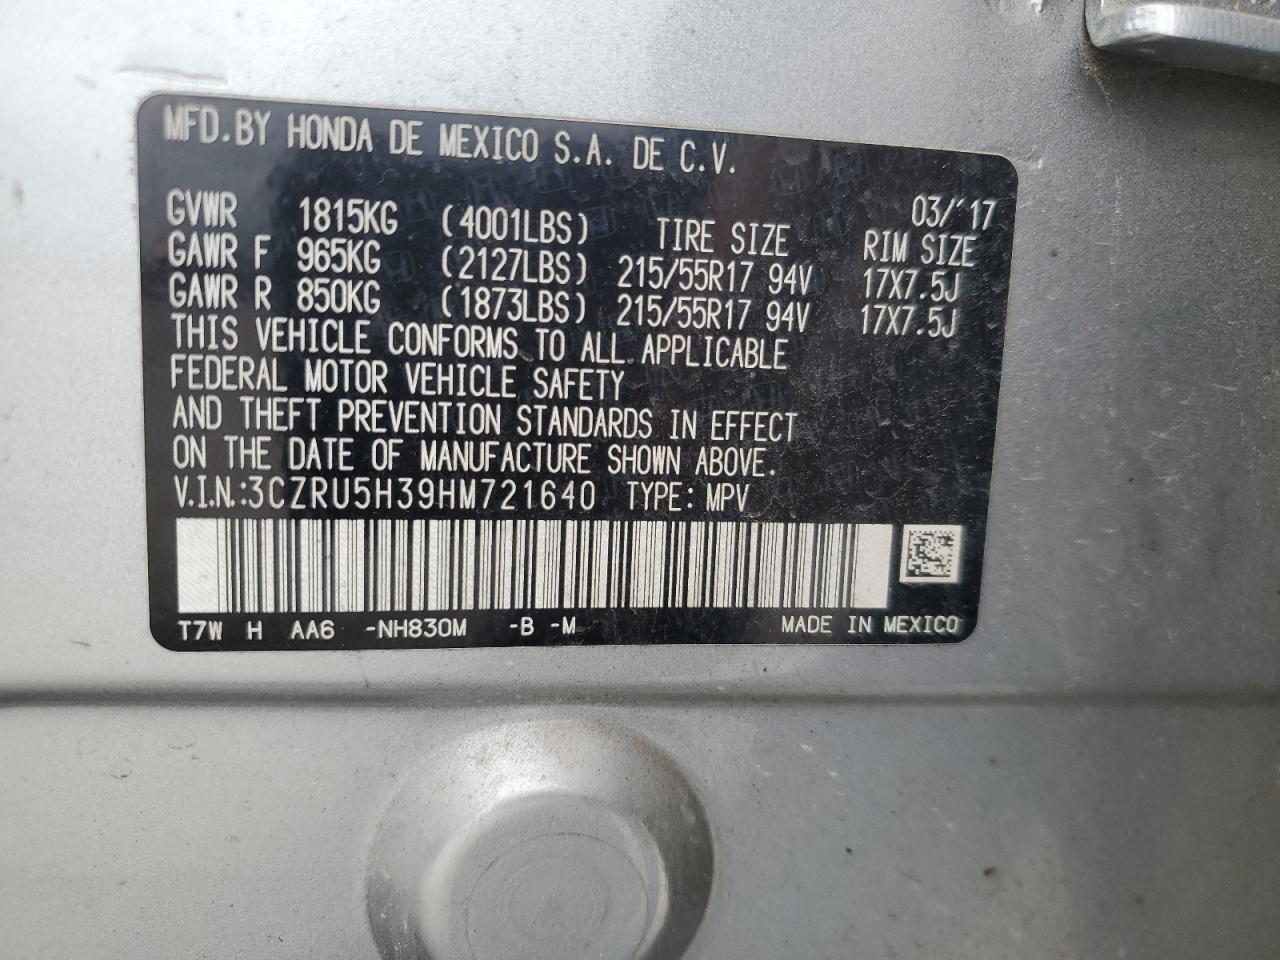 MFD.BY HONDA DE MEXICO S.A. DE C.V.
03/'17
GVWR 1815KG (4001LBS) TIRE SIZE RIM SIZE
GAWR F 965KG (2127LBS) 215/55R17 94V 17X7.5J
GAWR R 850KG (1873LBS) 215/55R17 94V 17X7.5J
THIS VEHICLE CONFORMS TO ALL APPLICABLE
FEDERAL MOTOR VEHICLE SAFETY
AND THEFT PREVENTION STANDARDS IN EFFECT
ON THE DATE OF MANUFACTURE SHOWN ABOVE.
V.I.N.:3CZRU5H39HM721640 TYPE: MPV
T7W H AA6 -NH830M -B -M MADE IN MEXICO